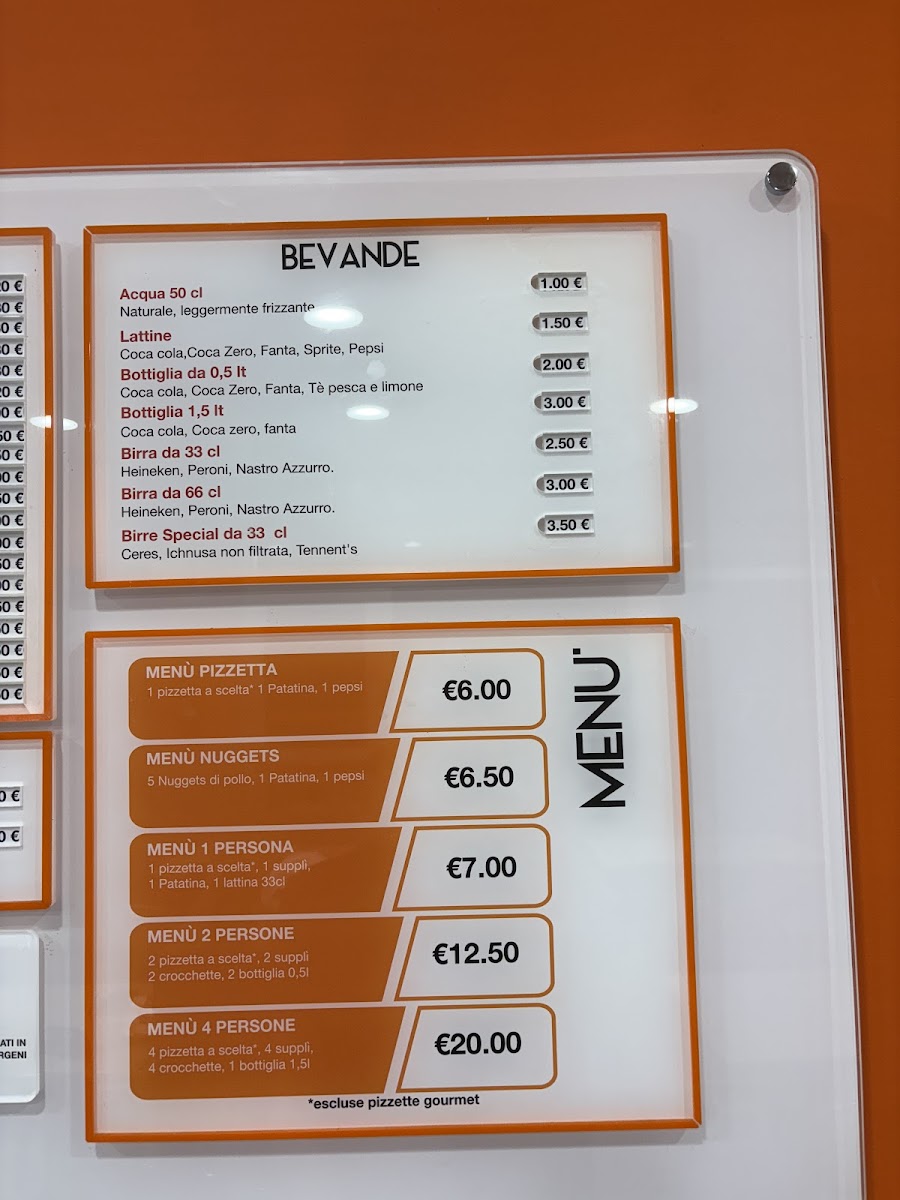 BEVANDE
Acqua 50 cl 1.00 €
Naturale, leggermente frizzante
Lattine 1.50 €
Coca cola,Coca Zero, Fanta, Sprite, Pepsi
Bottiglia da 0,5 lt 2.00 €
Coca cola, Coca Zero, Fanta, Tè pesca e limone
Bottiglia 1,5 lt 3.00 €
Coca cola, Coca zero, fanta
Birra da 33 cl 2.50 €
Heineken, Peroni, Nastro Azzurro.
Birra da 66 cl 3.00 €
Heineken, Peroni, Nastro Azzurro.
Birre Special da 33 cl 3.50 €
Ceres, Ichnusa non filtrata, Tennent's
MENU'
MENÙ PIZZETTA
1 pizzetta a scelta* 1 Patatina, 1 pepsi
€6.00
MENÙ NUGGETS
5 Nuggets di pollo, 1 Patatina, 1 pepsi
€6.50
MENÙ 1 PERSONA
1 pizzetta a scelta*, 1 supplì,
1 Patatina, 1 lattina 33cl
€7.00
MENÙ 2 PERSONE
2 pizzetta a scelta*, 2 supplì
2 crocchette, 2 bottiglia 0,5l
€12.50
MENÙ 4 PERSONE
4 pizzetta a scelta*, 4 supplì,
4 crocchette, 1 bottiglia 1,5l
€20.00
*escluse pizzette gourmet